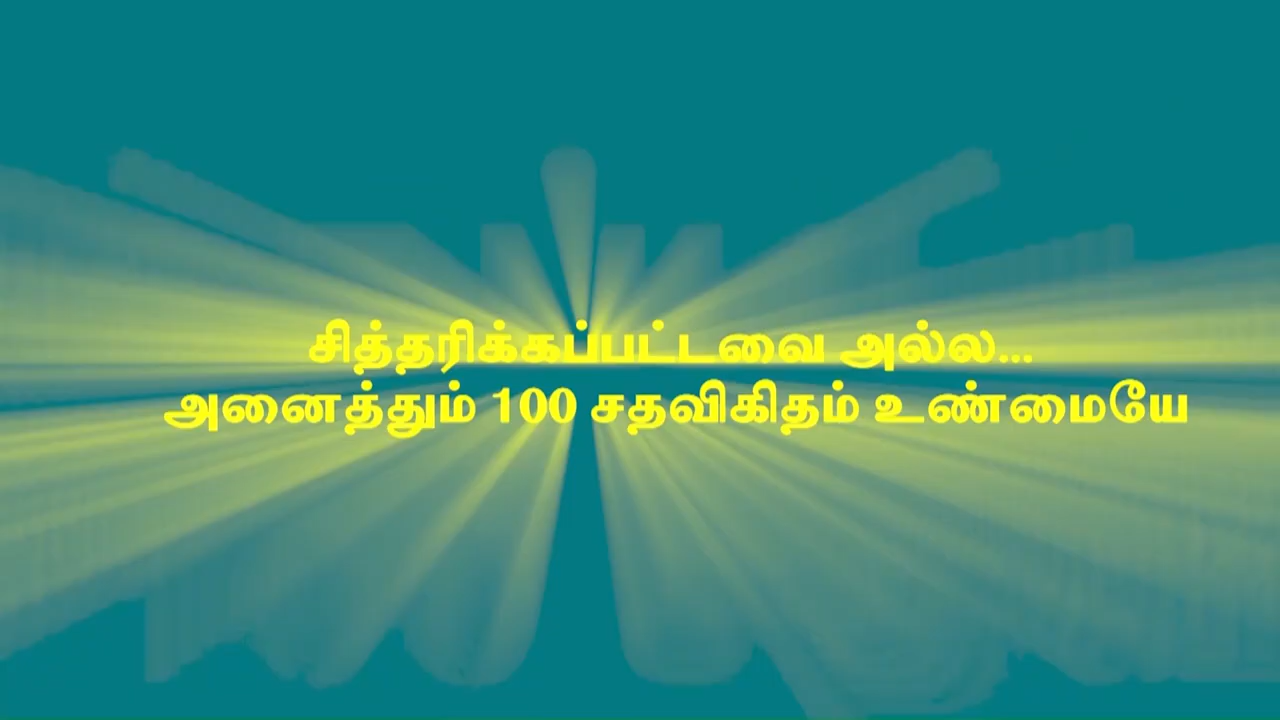 சித்தரிக்கப்பட்டவை அல்ல...
அனைத்தும் 100 சதவிகிதம் உண்மையே